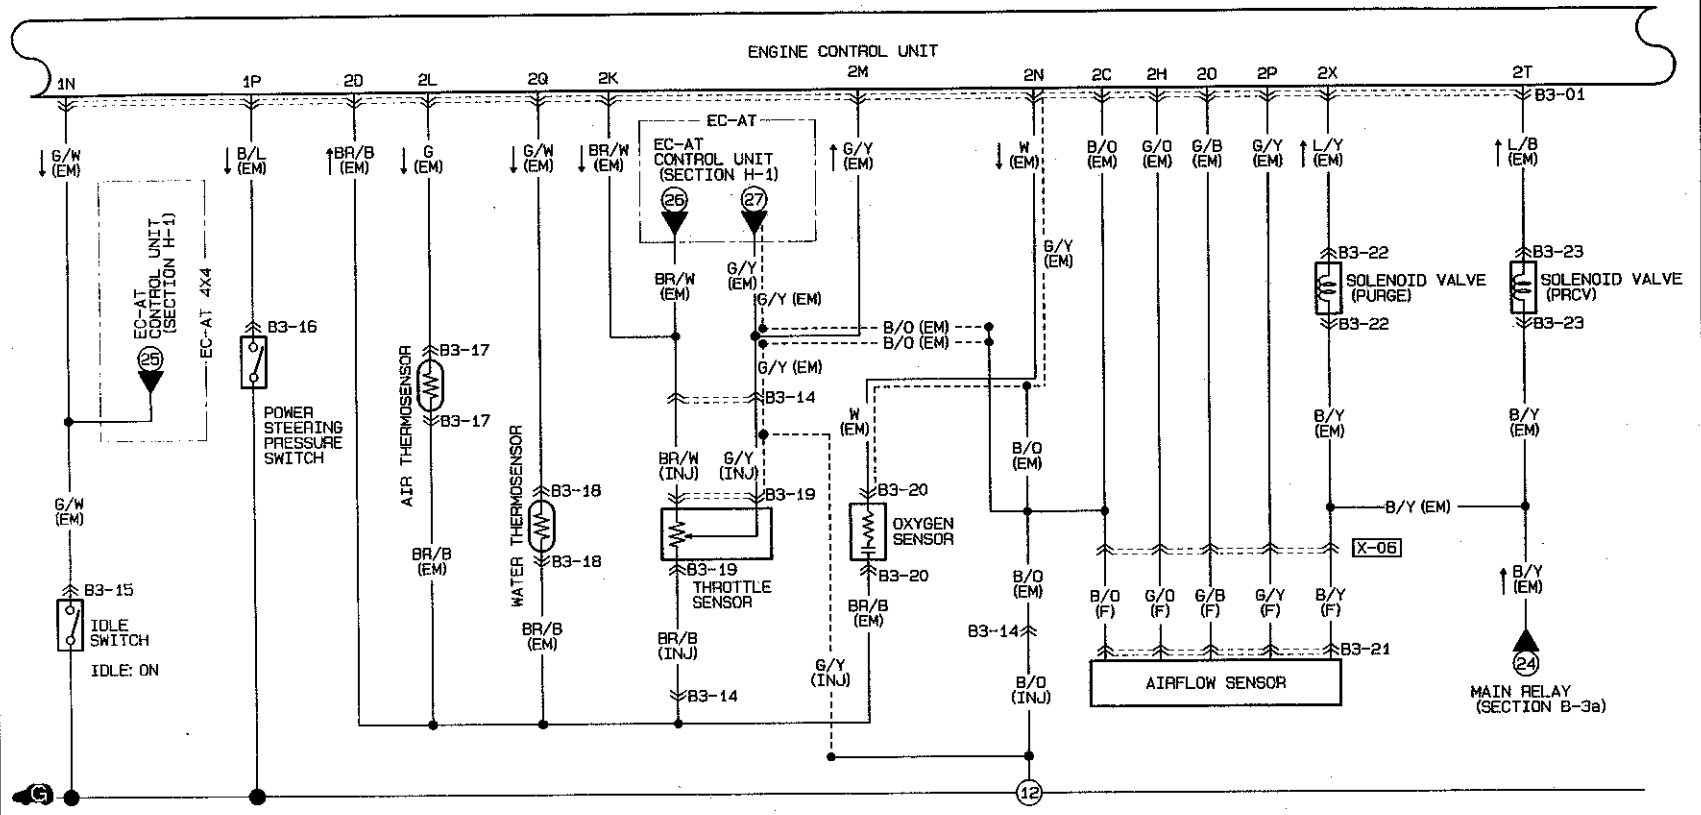 ENGINE CONTROL UNIT
1N
1P
2D
2L
2Q
2K
2M
2N
2C
2H
2O
2P
2X
2T
B3-01
G/W
(EM)
B/L
(EM)
BR/B
(EM)
G
(EM)
G/W
(EM)
BR/W
(EM)
EC-AT
EC-AT
CONTROL UNIT
(SECTION H-1)
26
27
G/Y
(EM)
W
(EM)
B/O
(EM)
G/O
(EM)
G/B
(EM)
G/Y
(EM)
L/Y
(EM)
L/B
(EM)
EC-AT
CONTROL UNIT
(SECTION H-1)
25
EC-AT 4X4
BR/W
(EM)
G/Y
(EM)
G/Y (EM)
G/Y
(EM)
B3-22
SOLENOID VALVE
(PURGE)
B3-22
B3-23
SOLENOID VALVE
(PRCV)
B3-23
B3-16
POWER
STEERING
PRESSURE
SWITCH
B3-17
B3-17
AIR THERMOSENSOR
B/O (EM)
B/O (EM)
G/Y (EM)
B3-14
W
(EM)
B/O
(EM)
B/Y
(EM)
B/Y
(EM)
BR/W
(INJ)
G/Y
(INJ)
G/W
(EM)
B3-18
B3-18
WATER THERMOSENSOR
B3-19
B3-19
THROTTLE
SENSOR
B3-20
OXYGEN
SENSOR
B3-20
B/Y (EM)
X-06
BR/B
(EM)
B3-15
IDLE
SWITCH
IDLE: ON
BR/B
(EM)
BR/B
(INJ)
BR/B
(EM)
B/O
(EM)
B3-14
B/O
(F)
G/O
(F)
G/B
(F)
G/Y
(F)
B/Y
(F)
B/Y
(EM)
B3-21
AIRFLOW SENSOR
24
MAIN RELAY
(SECTION B-3a)
G/Y
(INJ)
B/O
(INJ)
B3-14
G
12